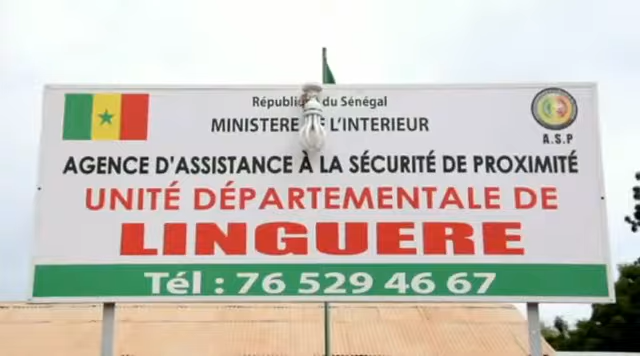 République du Sénégal
MINISTERE DE L'INTERIEUR
A.S.P
AGENCE D'ASSISTANCE À LA SÉCURITÉ DE PROXIMITÉ
UNITÉ DÉPARTEMENTALE DE
LINGUERE
Tél : 76 529 46 67